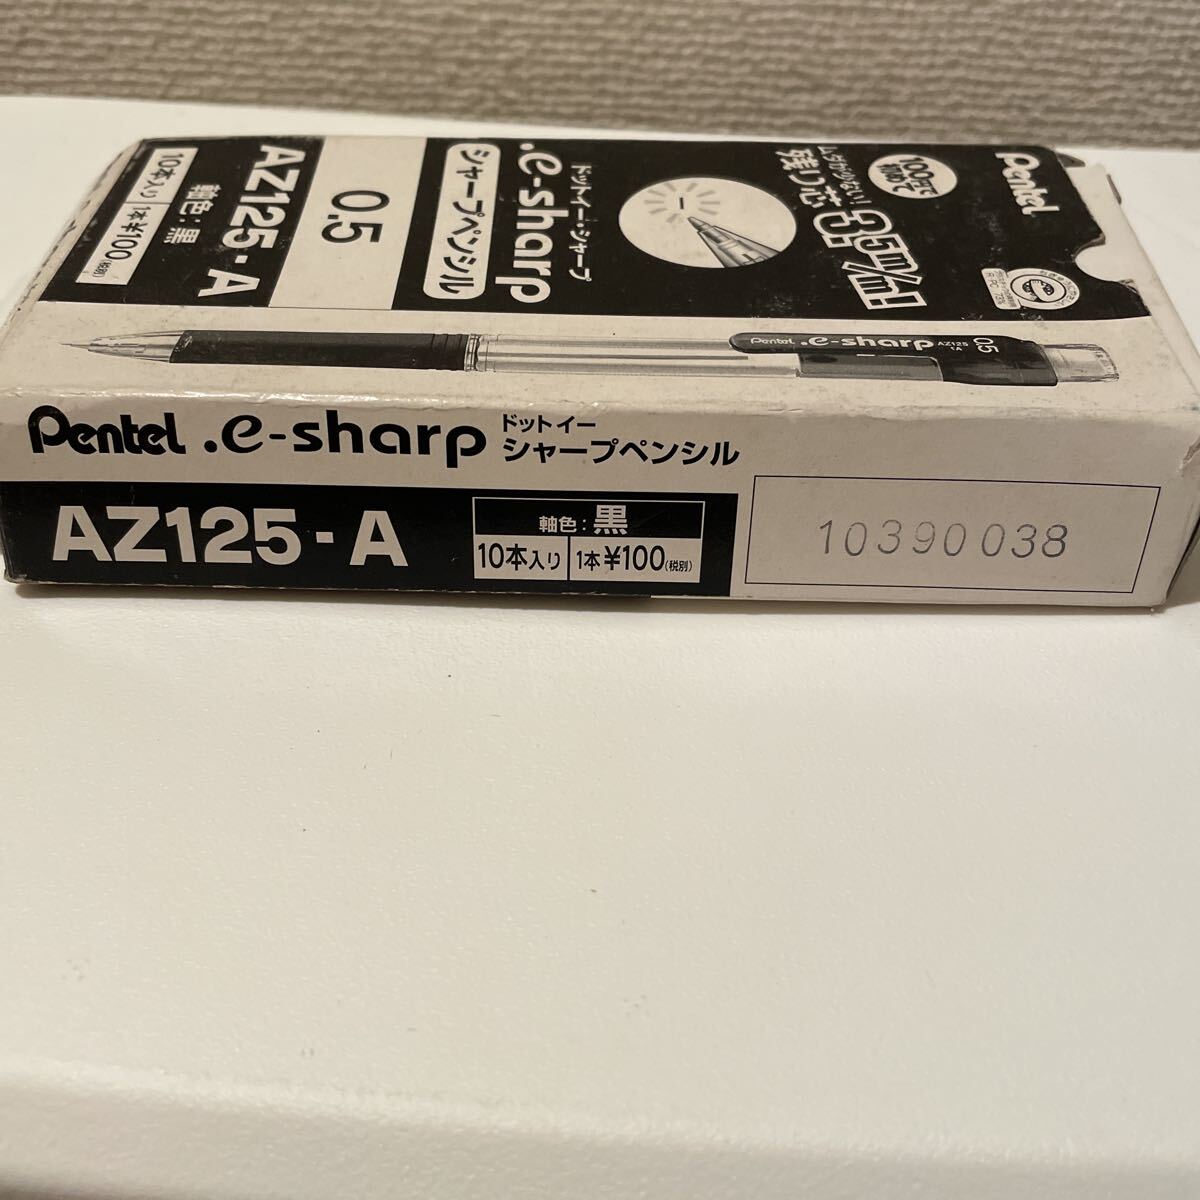 Pentel
100円で初めて
ムダがない!
残り芯3.5m/m!
ドットイー・シャープ
.e-sharp
シャープペンシル
0.5
AZ125-A
軸色:黒
10本入り 1本¥100(税別)
Pentel .e-sharp AZ125 0.5
Pentel .e-sharp ドットイー
シャープペンシル
AZ125-A
軸色:黒
10本入り 1本¥100(税別)
10390038